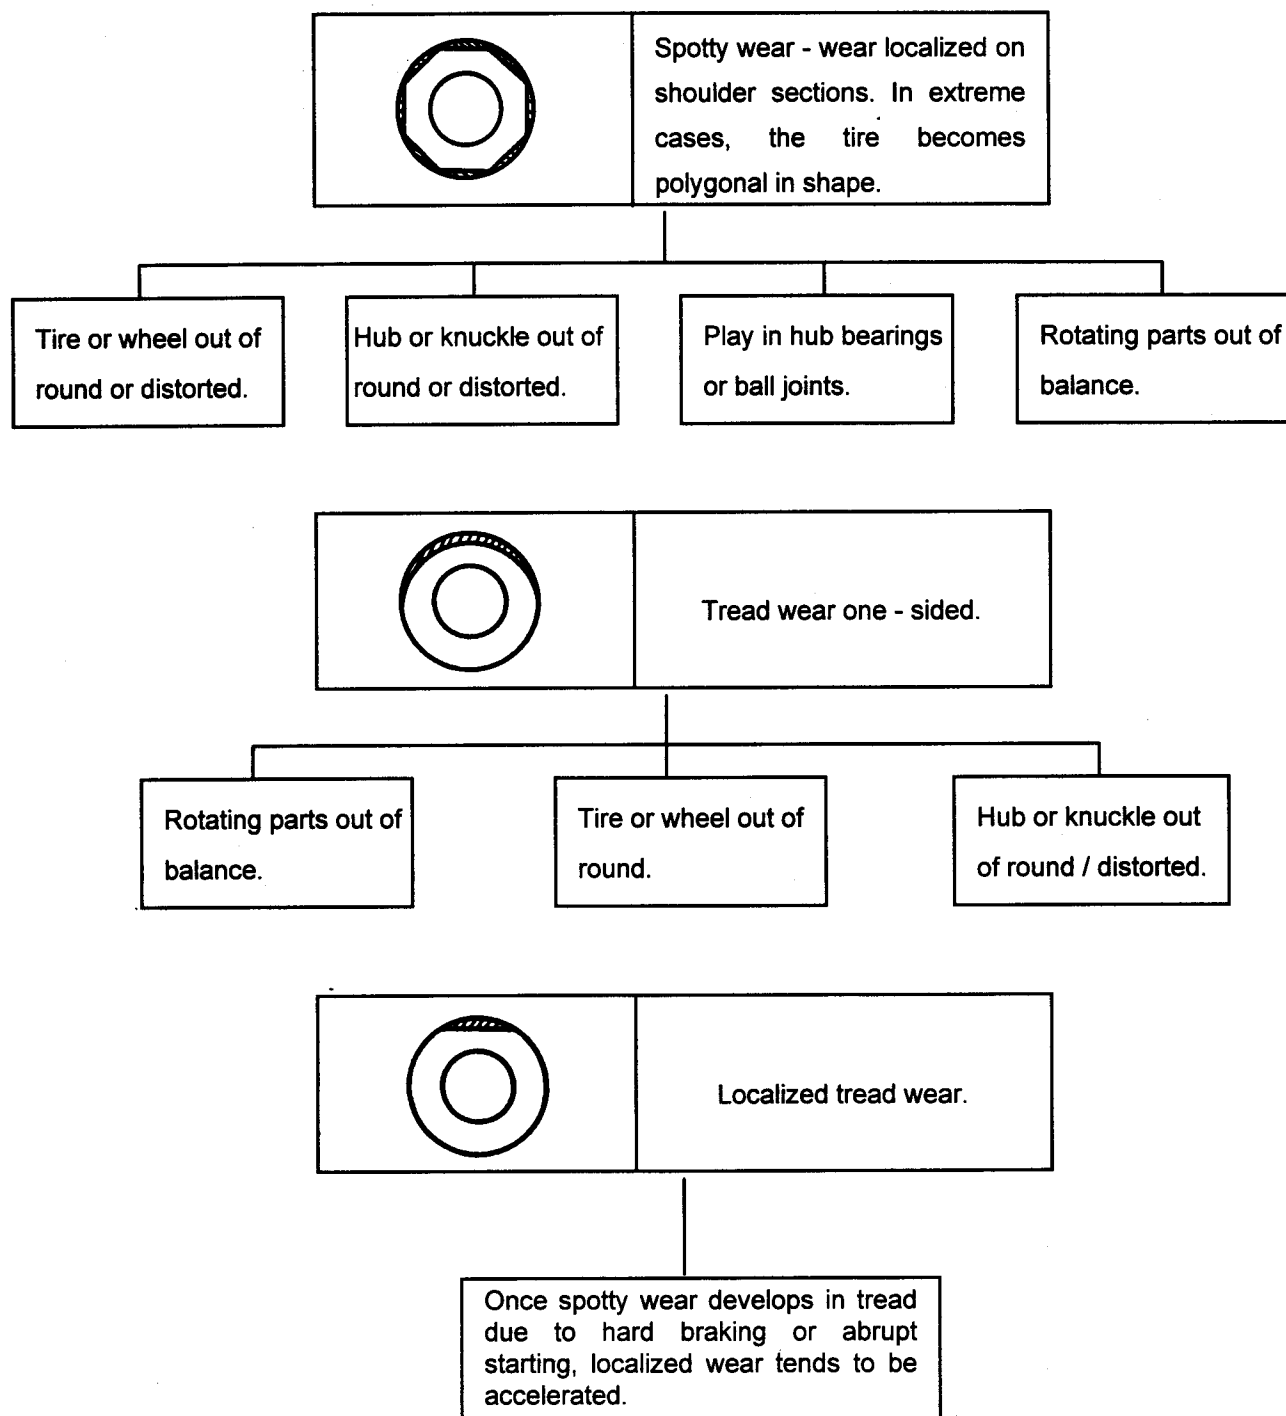 Spotty wear - wear localized on
shoulder sections. In extreme
cases, the tire becomes
polygonal in shape.
Tire or wheel out of
round or distorted.
Hub or knuckle out of
round or distorted.
Play in hub bearings
or ball joints.
Rotating parts out of
balance.
Tread wear one - sided.
Rotating parts out of
balance.
Tire or wheel out of
round.
Hub or knuckle out
of round / distorted.
Localized tread wear.
Once spotty wear develops in tread
due to hard braking or abrupt
starting, localized wear tends to be
accelerated.